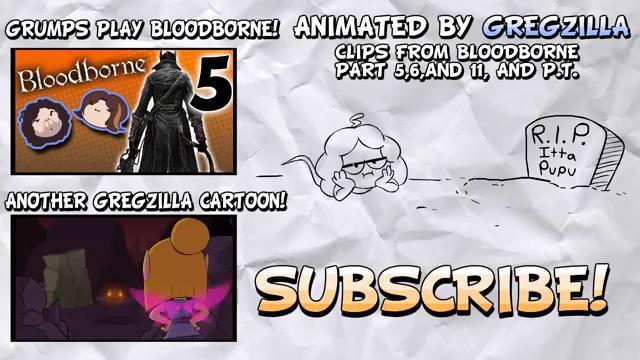 GRUMPS PLAY BLOODBORNE!
Bloodborne
5
ANOTHER GREGZILLA CARTOON!
ANIMATED BY GREGZILLA
CLIPS FROM BLOODBORNE
PART 5,6,AND 11, AND P.T.
R.I.P.
Itta
Pupu
SUBSCRIBE!